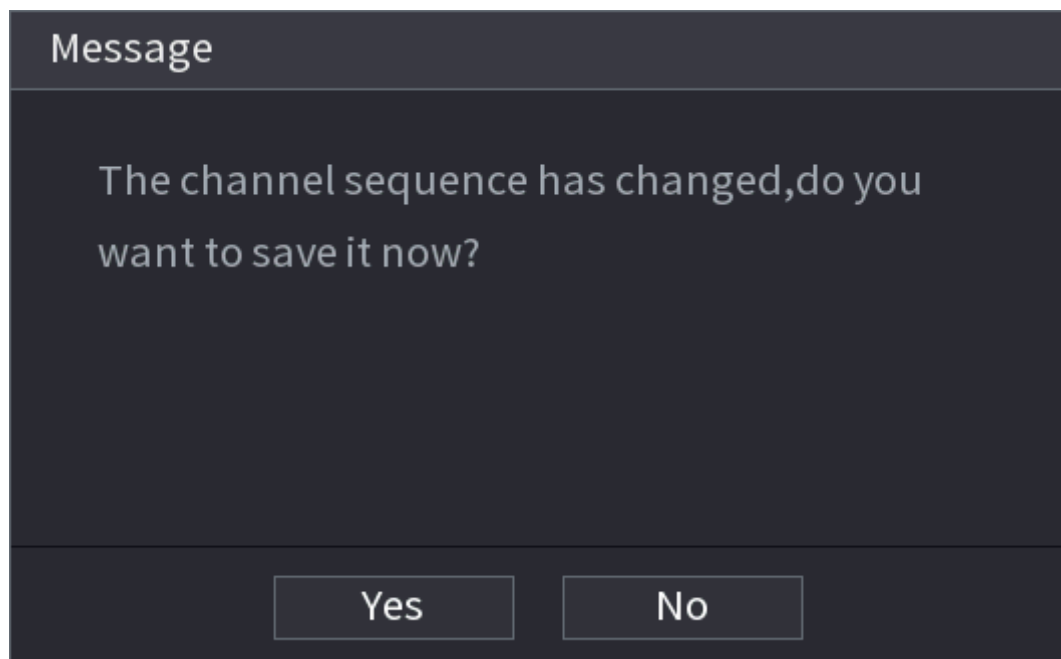 Message
The channel sequence has changed,do you
want to save it now?
Yes
No